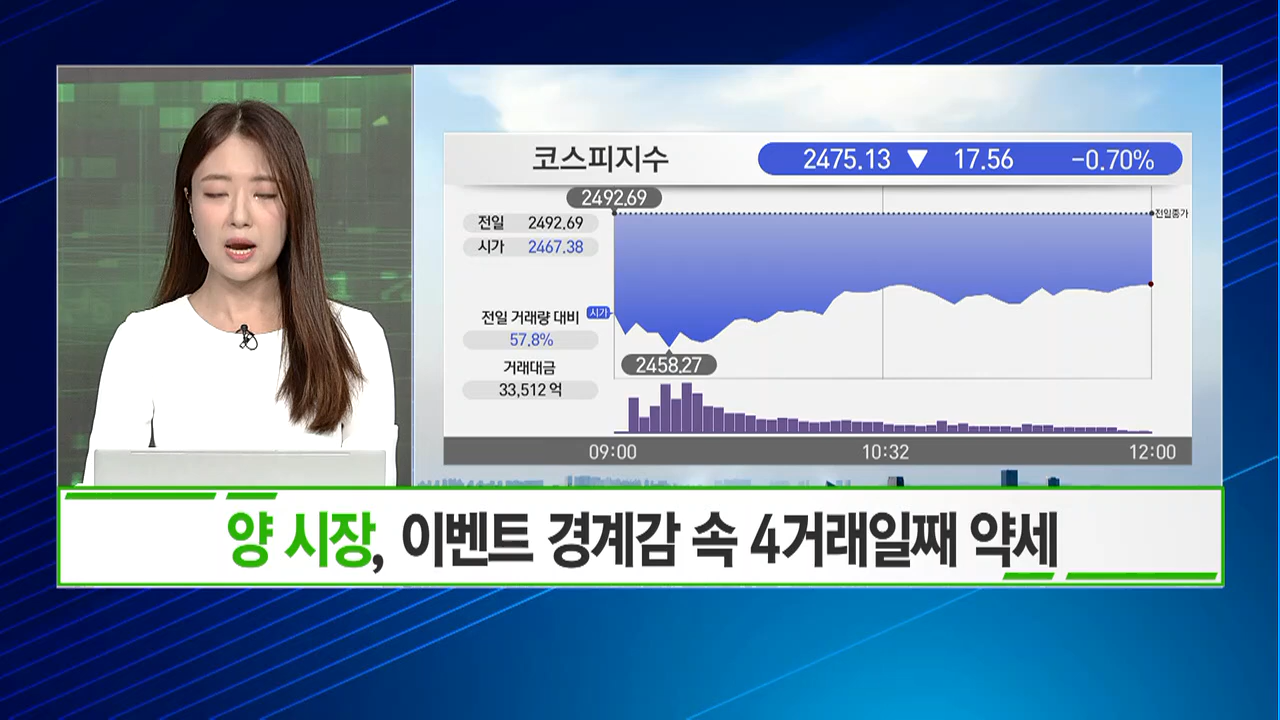 코스피지수 2475.13 ▼ 17.56 -0.70%
2492.69
전일종가
전일 2492.69
시가 2467.38
시가
전일 거래량 대비
57.8%
2458.27
거래대금
33,512 억
09:00 10:32 12:00
양 시장, 이벤트 경계감 속 4거래일째 약세